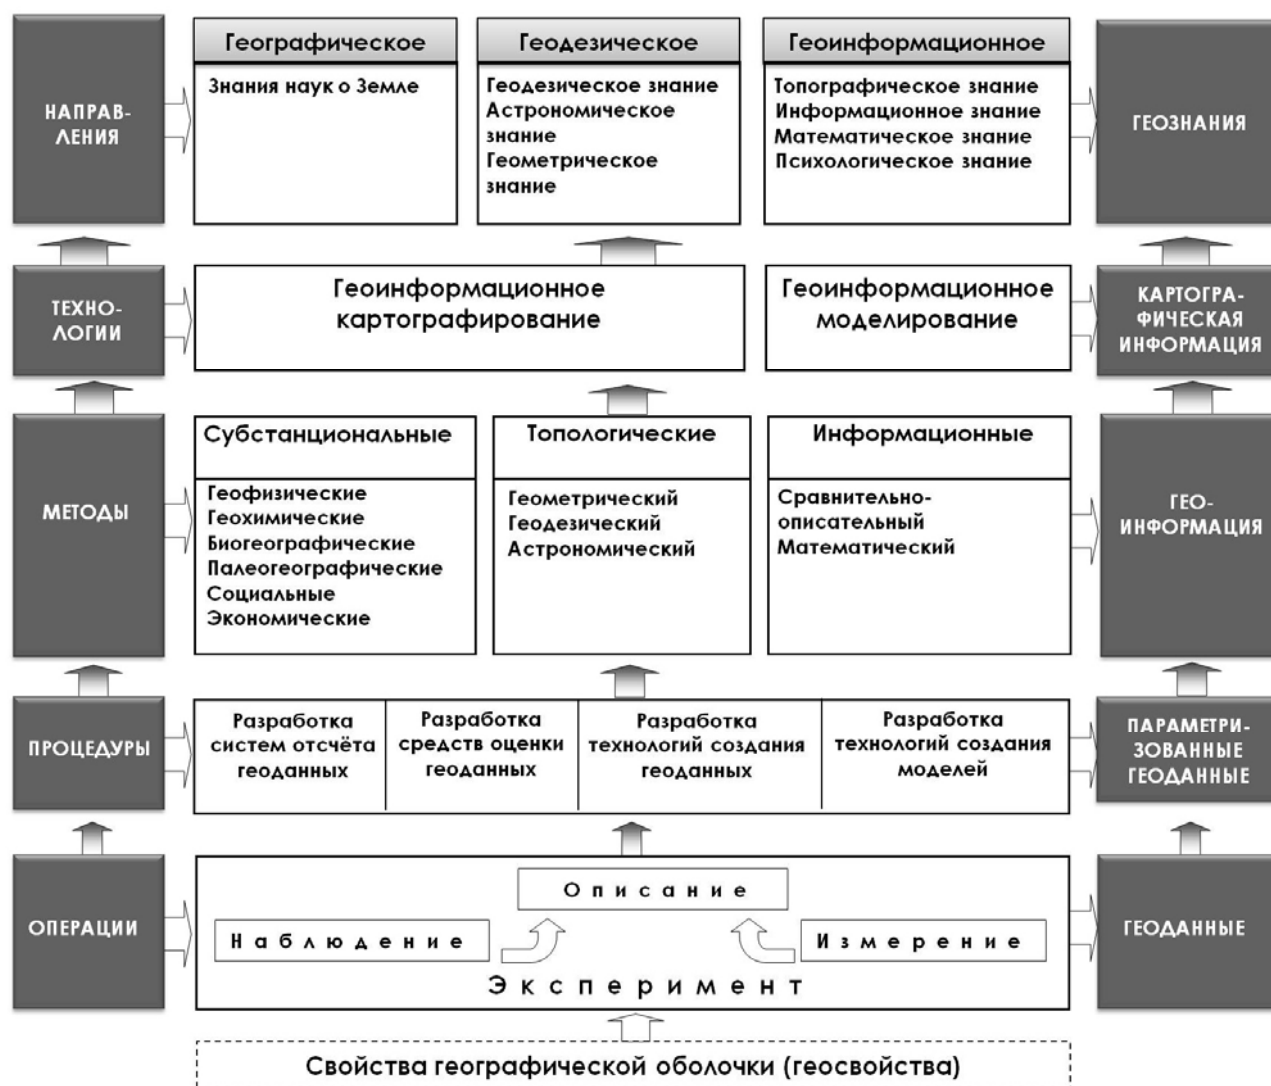 НАПРАВ-
ЛЕНИЯ
Географическое
Знания наук о Земле
Геодезическое
Геодезическое знание
Астрономическое
знание
Геометрическое
знание
Геоинформационное
Топографическое знание
Информационное знание
Математическое знание
Психологическое знание
ГЕОЗНАНИЯ
ТЕХНО-
ЛОГИИ
Геоинформационное
картографирование
Геоинформационное
моделирование
КАРТОГРА-
ФИЧЕСКАЯ
ИНФОРМАЦИЯ
МЕТОДЫ
Субстанциональные
Геофизические
Геохимические
Биогеографические
Палеогеографические
Социальные
Экономические
Топологические
Геометрический
Геодезический
Астрономический
Информационные
Сравнительно-
описательный
Математический
ГЕО-
ИНФОРМАЦИЯ
ПРОЦЕДУРЫ
Разработка
систем отсчёта
геоданных
Разработка
средств оценки
геоданных
Разработка
технологий создания
геоданных
Разработка
технологий создания
моделей
ПАРАМЕТРИ-
ЗОВАННЫЕ
ГЕОДАННЫЕ
ОПЕРАЦИИ
Описание
Наблюдение
Измерение
Эксперимент
ГЕОДАННЫЕ
Свойства географической оболочки (геосвойства)